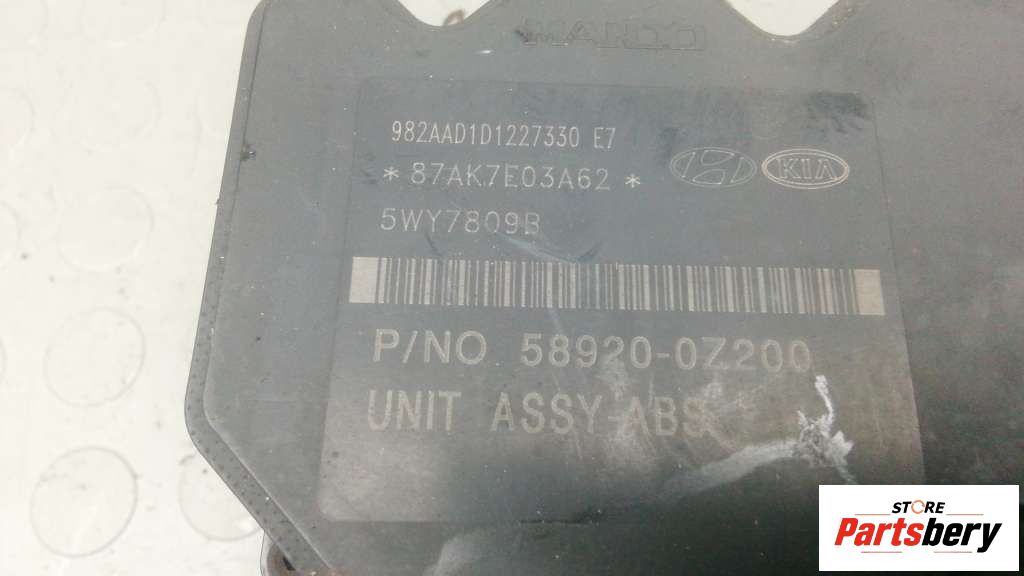 MANDO
982AAD1D1227330 E7
*87AK7E03A62*
KIA
5WY7809B
P/NO 58920-0Z200
UNIT ASSY-ABS
STORE
Partsbery